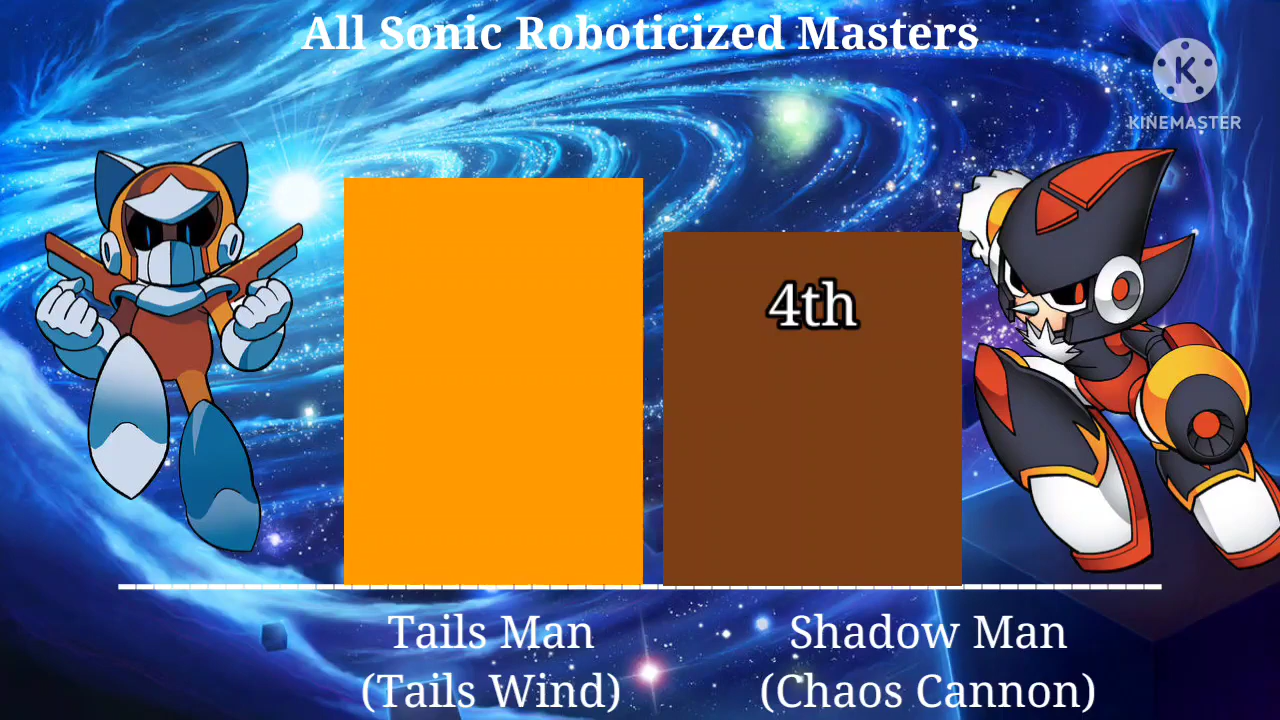 All Sonic Roboticized Masters
K
KINEMASTER
4th
Tails Man
(Tails Wind)
Shadow Man
(Chaos Cannon)